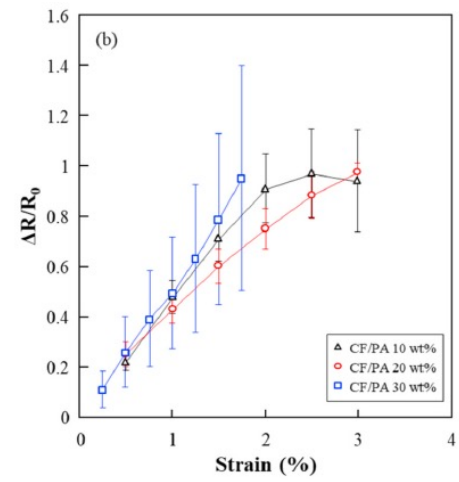 (b)
1.6
1.4
1.2
1
0.8
0.6
0.4
0.2
0
ΔR/R₀
CF/PA 10 wt%
CF/PA 20 wt%
CF/PA 30 wt%
0 1 2 3 4
Strain (%)